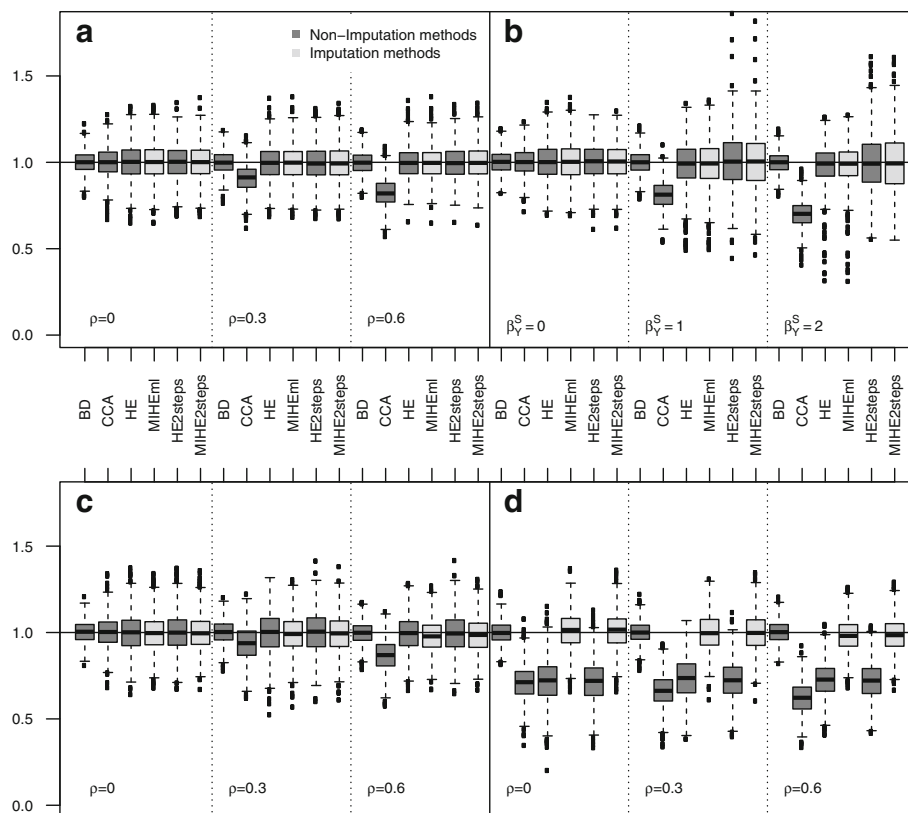 a
b
Non−Imputation methods
Imputation methods
1.5
1.0
0.5
0.0
ρ=0
ρ=0.3
ρ=0.6
β_Y^S = 0
β_Y^S = 1
β_Y^S = 2
BD
CCA
HE
MIHEml
HE2steps
MIHE2steps
BD
CCA
HE
MIHEml
HE2steps
MIHE2steps
BD
CCA
HE
MIHEml
HE2steps
MIHE2steps
BD
CCA
HE
MIHEml
HE2steps
MIHE2steps
BD
CCA
HE
MIHEml
HE2steps
MIHE2steps
BD
CCA
HE
MIHEml
HE2steps
MIHE2steps
c
d
1.5
1.0
0.5
0.0
ρ=0
ρ=0.3
ρ=0.6
ρ=0
ρ=0.3
ρ=0.6